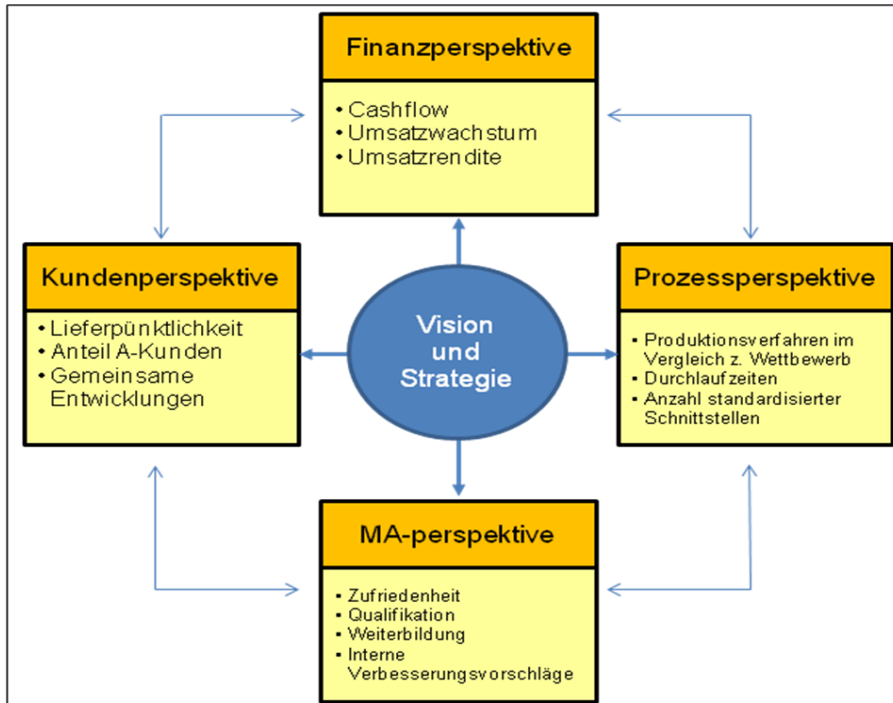 Finanzperspektive
• Cashflow
• Umsatzwachstum
• Umsatzrendite
Kundenperspektive
• Lieferpünktlichkeit
• Anteil A-Kunden
• Gemeinsame
Entwicklungen
Vision
und
Strategie
Prozessperspektive
• Produktionsverfahren im
Vergleich z. Wettbewerb
• Durchlaufzeiten
• Anzahl standardisierter
Schnittstellen
MA-perspektive
• Zufriedenheit
• Qualifikation
• Weiterbildung
• Interne
Verbesserungsvorschläge